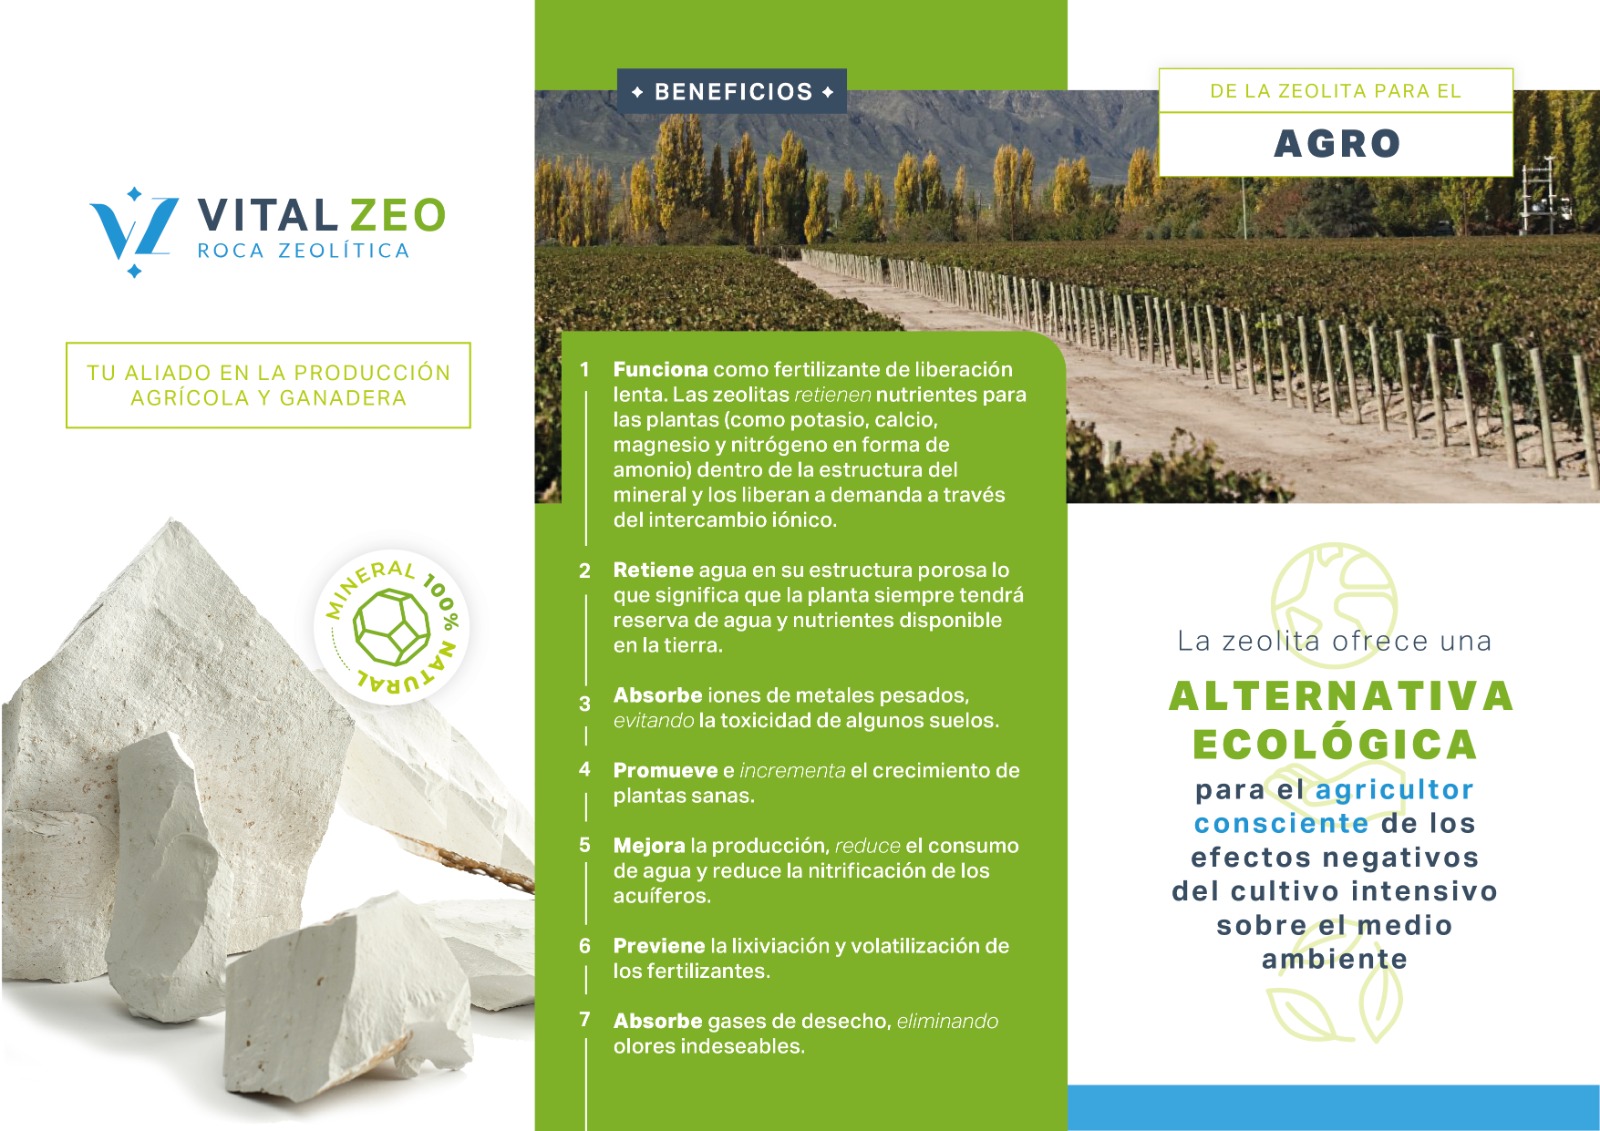 VITAL ZEO
ROCA ZEOLÍTICA
TU ALIADO EN LA PRODUCCIÓN
AGRÍCOLA Y GANADERA
MINERAL 100% NATURAL
BENEFICIOS
1 Funciona como fertilizante de liberación
lenta. Las zeolitas retienen nutrientes para
las plantas (como potasio, calcio,
magnesio y nitrógeno en forma de
amonio) dentro de la estructura del
mineral y los liberan a demanda a través
del intercambio iónico.
2 Retiene agua en su estructura porosa lo
que significa que la planta siempre tendrá
reserva de agua y nutrientes disponible
en la tierra.
3 Absorbe iones de metales pesados,
evitando la toxicidad de algunos suelos.
4 Promueve e incrementa el crecimiento de
plantas sanas.
5 Mejora la producción, reduce el consumo
de agua y reduce la nitrificación de los
acuíferos.
6 Previene la lixiviación y volatilización de
los fertilizantes.
7 Absorbe gases de desecho, eliminando
olores indeseables.
DE LA ZEOLITA PARA EL
AGRO
La zeolita ofrece una
ALTERNATIVA
ECOLÓGICA
para el agricultor
consciente de los
efectos negativos
del cultivo intensivo
sobre el medio
ambiente